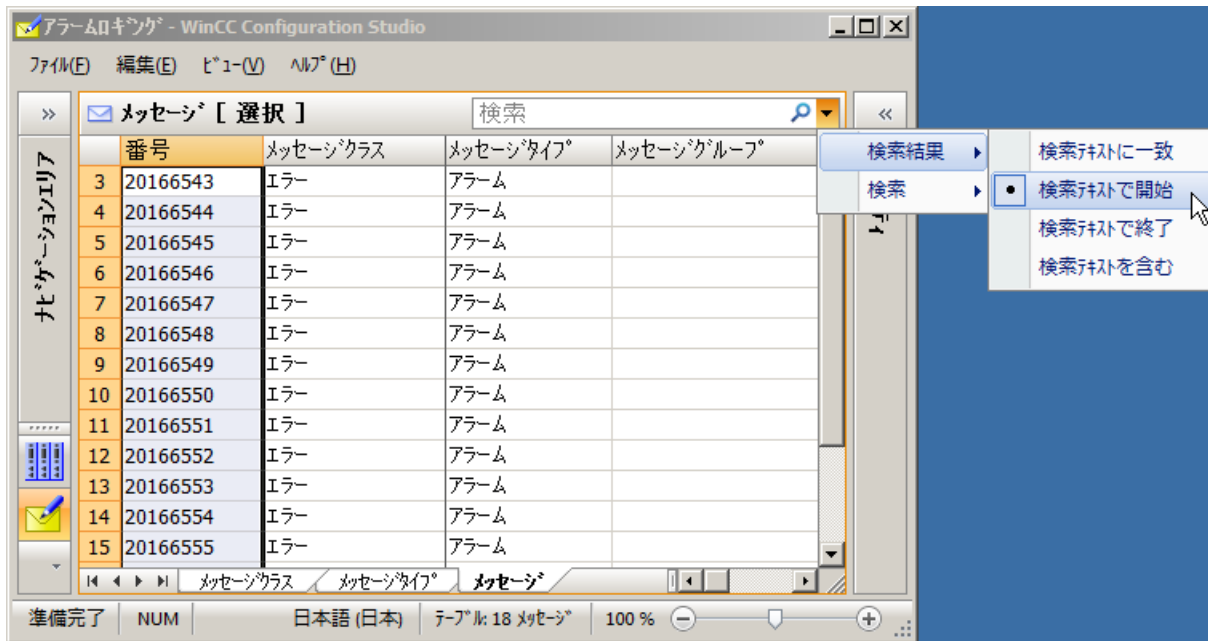 アラームロギング - WinCC Configuration Studio
ファイル(F) 編集(E) ビュー(V) ヘルプ(H)
» メッセージ [ 選択 ] 検索 «
番号 メッセージクラス メッセージタイプ メッセージグループ
3 20166543 エラー アラーム
4 20166544 エラー アラーム
5 20166545 エラー アラーム
6 20166546 エラー アラーム
7 20166547 エラー アラーム
8 20166548 エラー アラーム
9 20166549 エラー アラーム
10 20166550 エラー アラーム
11 20166551 エラー アラーム
12 20166552 エラー アラーム
13 20166553 エラー アラーム
14 20166554 エラー アラーム
15 20166555 エラー アラーム
ナビゲーションエリア
検索結果
検索
検索テキストに一致
検索テキストで開始
検索テキストで終了
検索テキストを含む
メッセージクラス メッセージタイプ メッセージ
準備完了 NUM 日本語 (日本) テーブル: 18 メッセージ 100 %